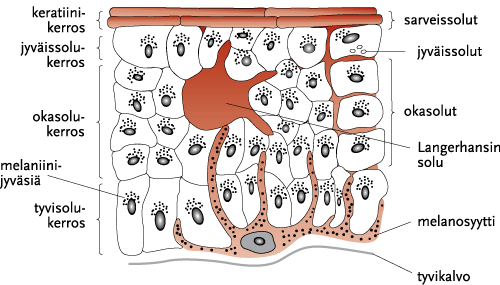 keratiini-
kerros
jyväissolu-
kerros
okasolu-
kerros
melaniini-
jyväsiä
tyvisolu-
kerros
sarveissolut
jyväissolut
okasolut
Langerhansin
solu
melanosyytti
tyvikalvo